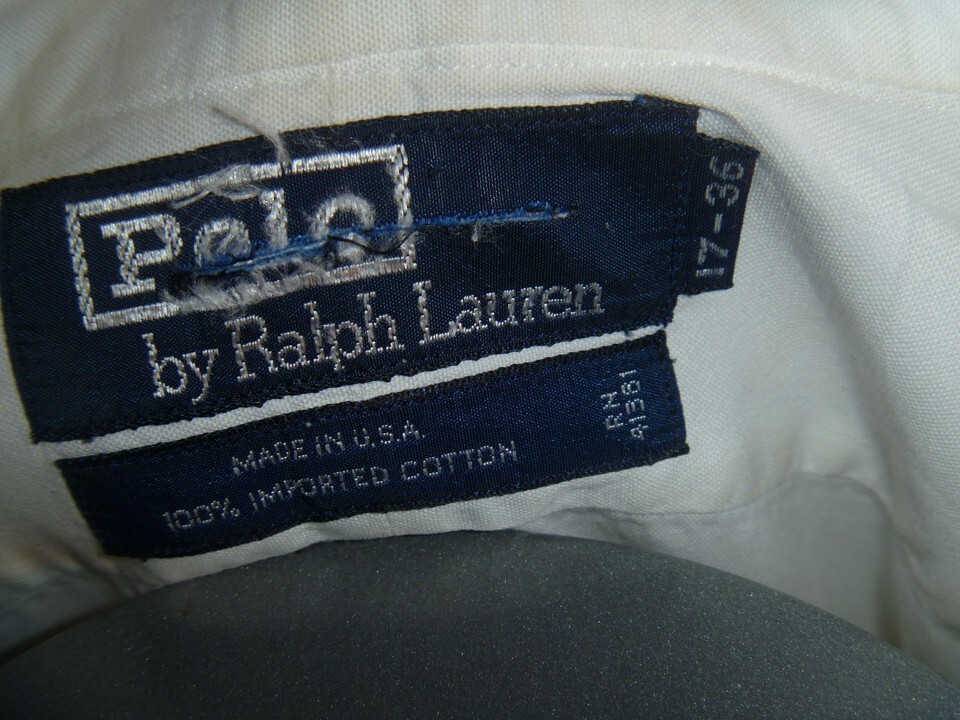 Polo
by Ralph Lauren
17-36
MADE IN U.S.A.
100% IMPORTED COTTON
RN
41381